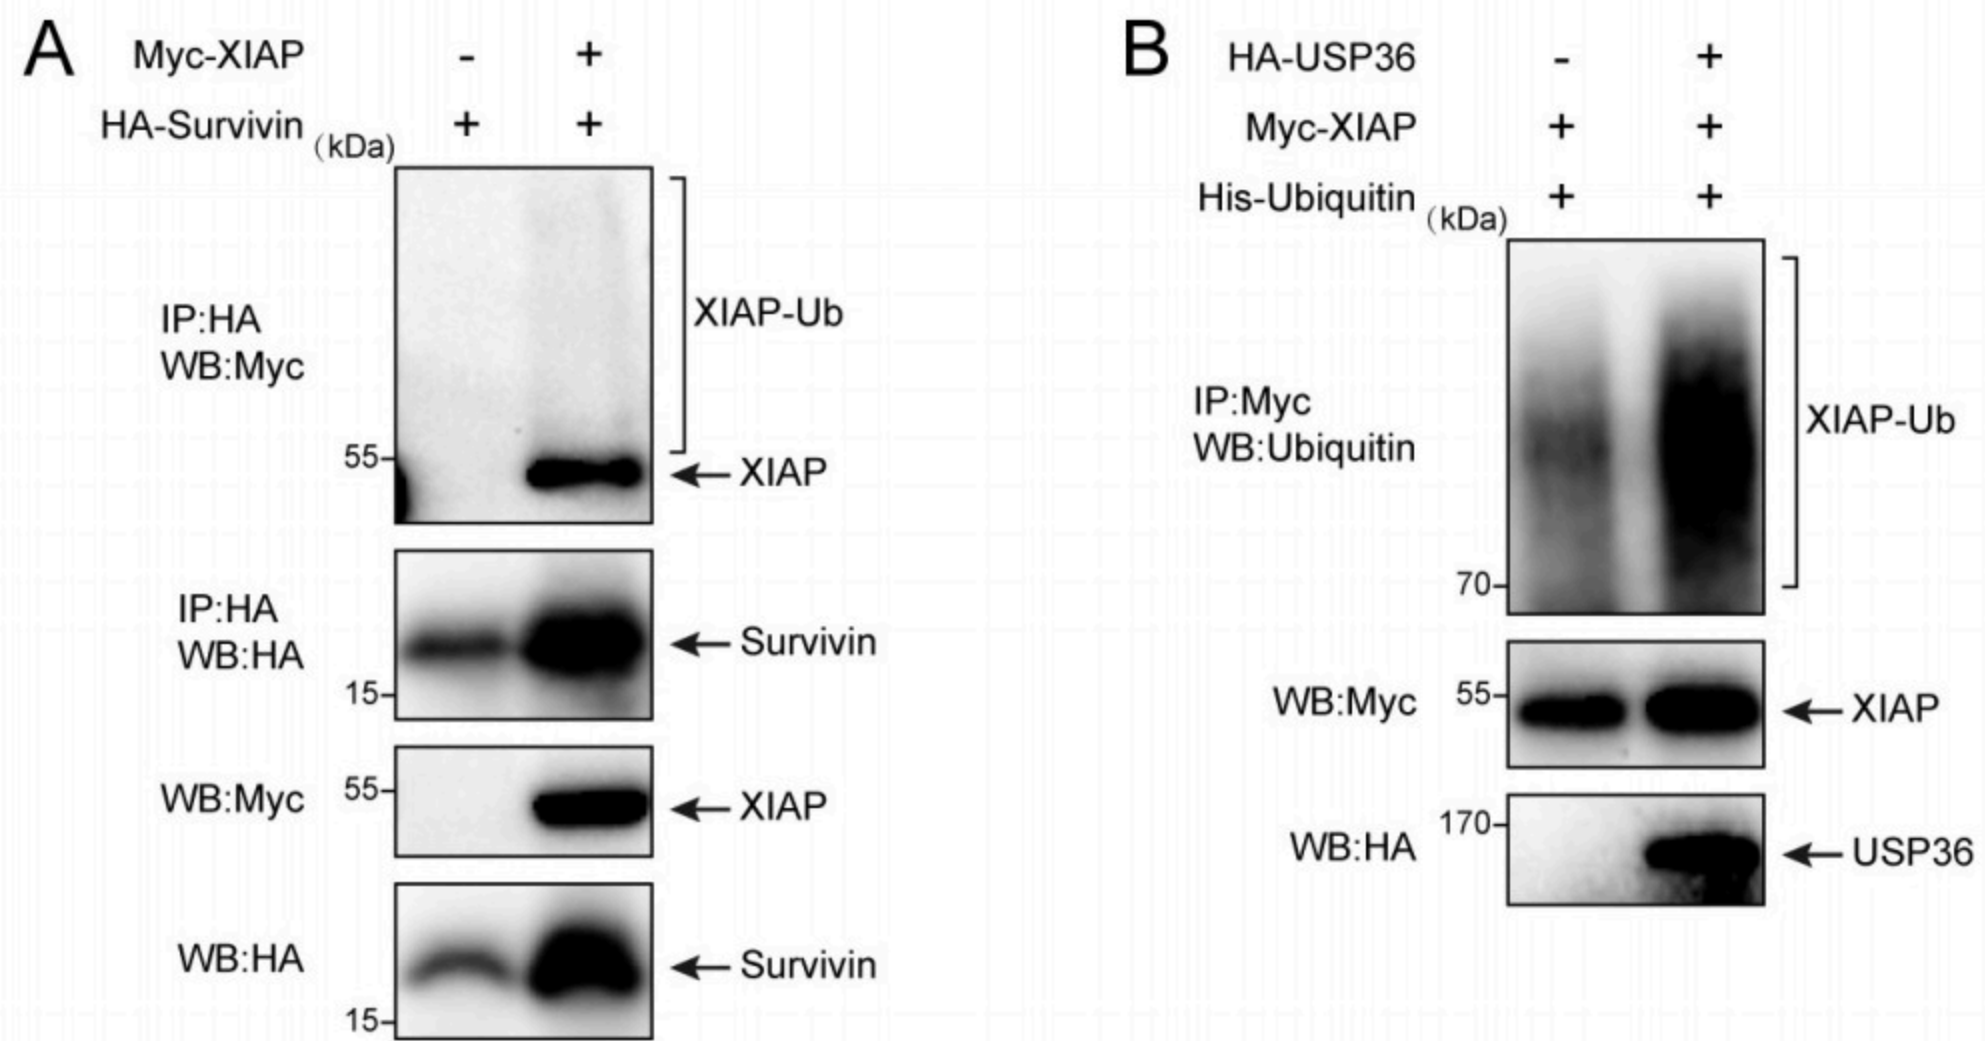 A
Myc-XIAP - +
HA-Survivin + +
(kDa)
IP:HA
WB:Myc
55
XIAP-Ub
XIAP
IP:HA
WB:HA
15
Survivin
WB:Myc
55
XIAP
WB:HA
15
Survivin
B
HA-USP36 - +
Myc-XIAP + +
His-Ubiquitin + +
(kDa)
IP:Myc
WB:Ubiquitin
70
XIAP-Ub
WB:Myc
55
XIAP
WB:HA
170
USP36